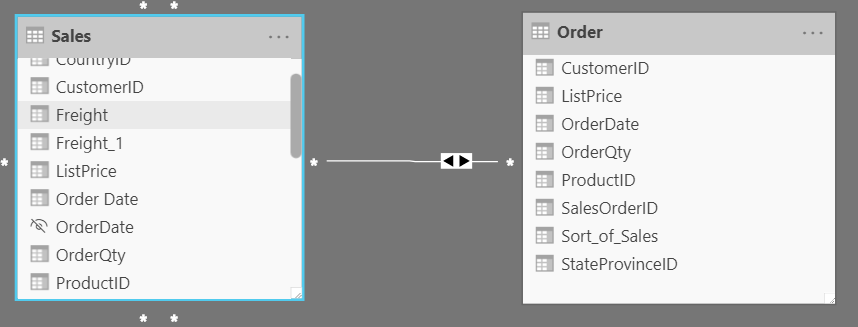 * *
Sales ...
CountryID
CustomerID
Freight
Freight_1
ListPrice
Order Date
OrderDate
OrderQty
ProductID
* * *
* *
Order ...
CustomerID
ListPrice
OrderDate
OrderQty
ProductID
SalesOrderID
Sort_of_Sales
StateProvinceID